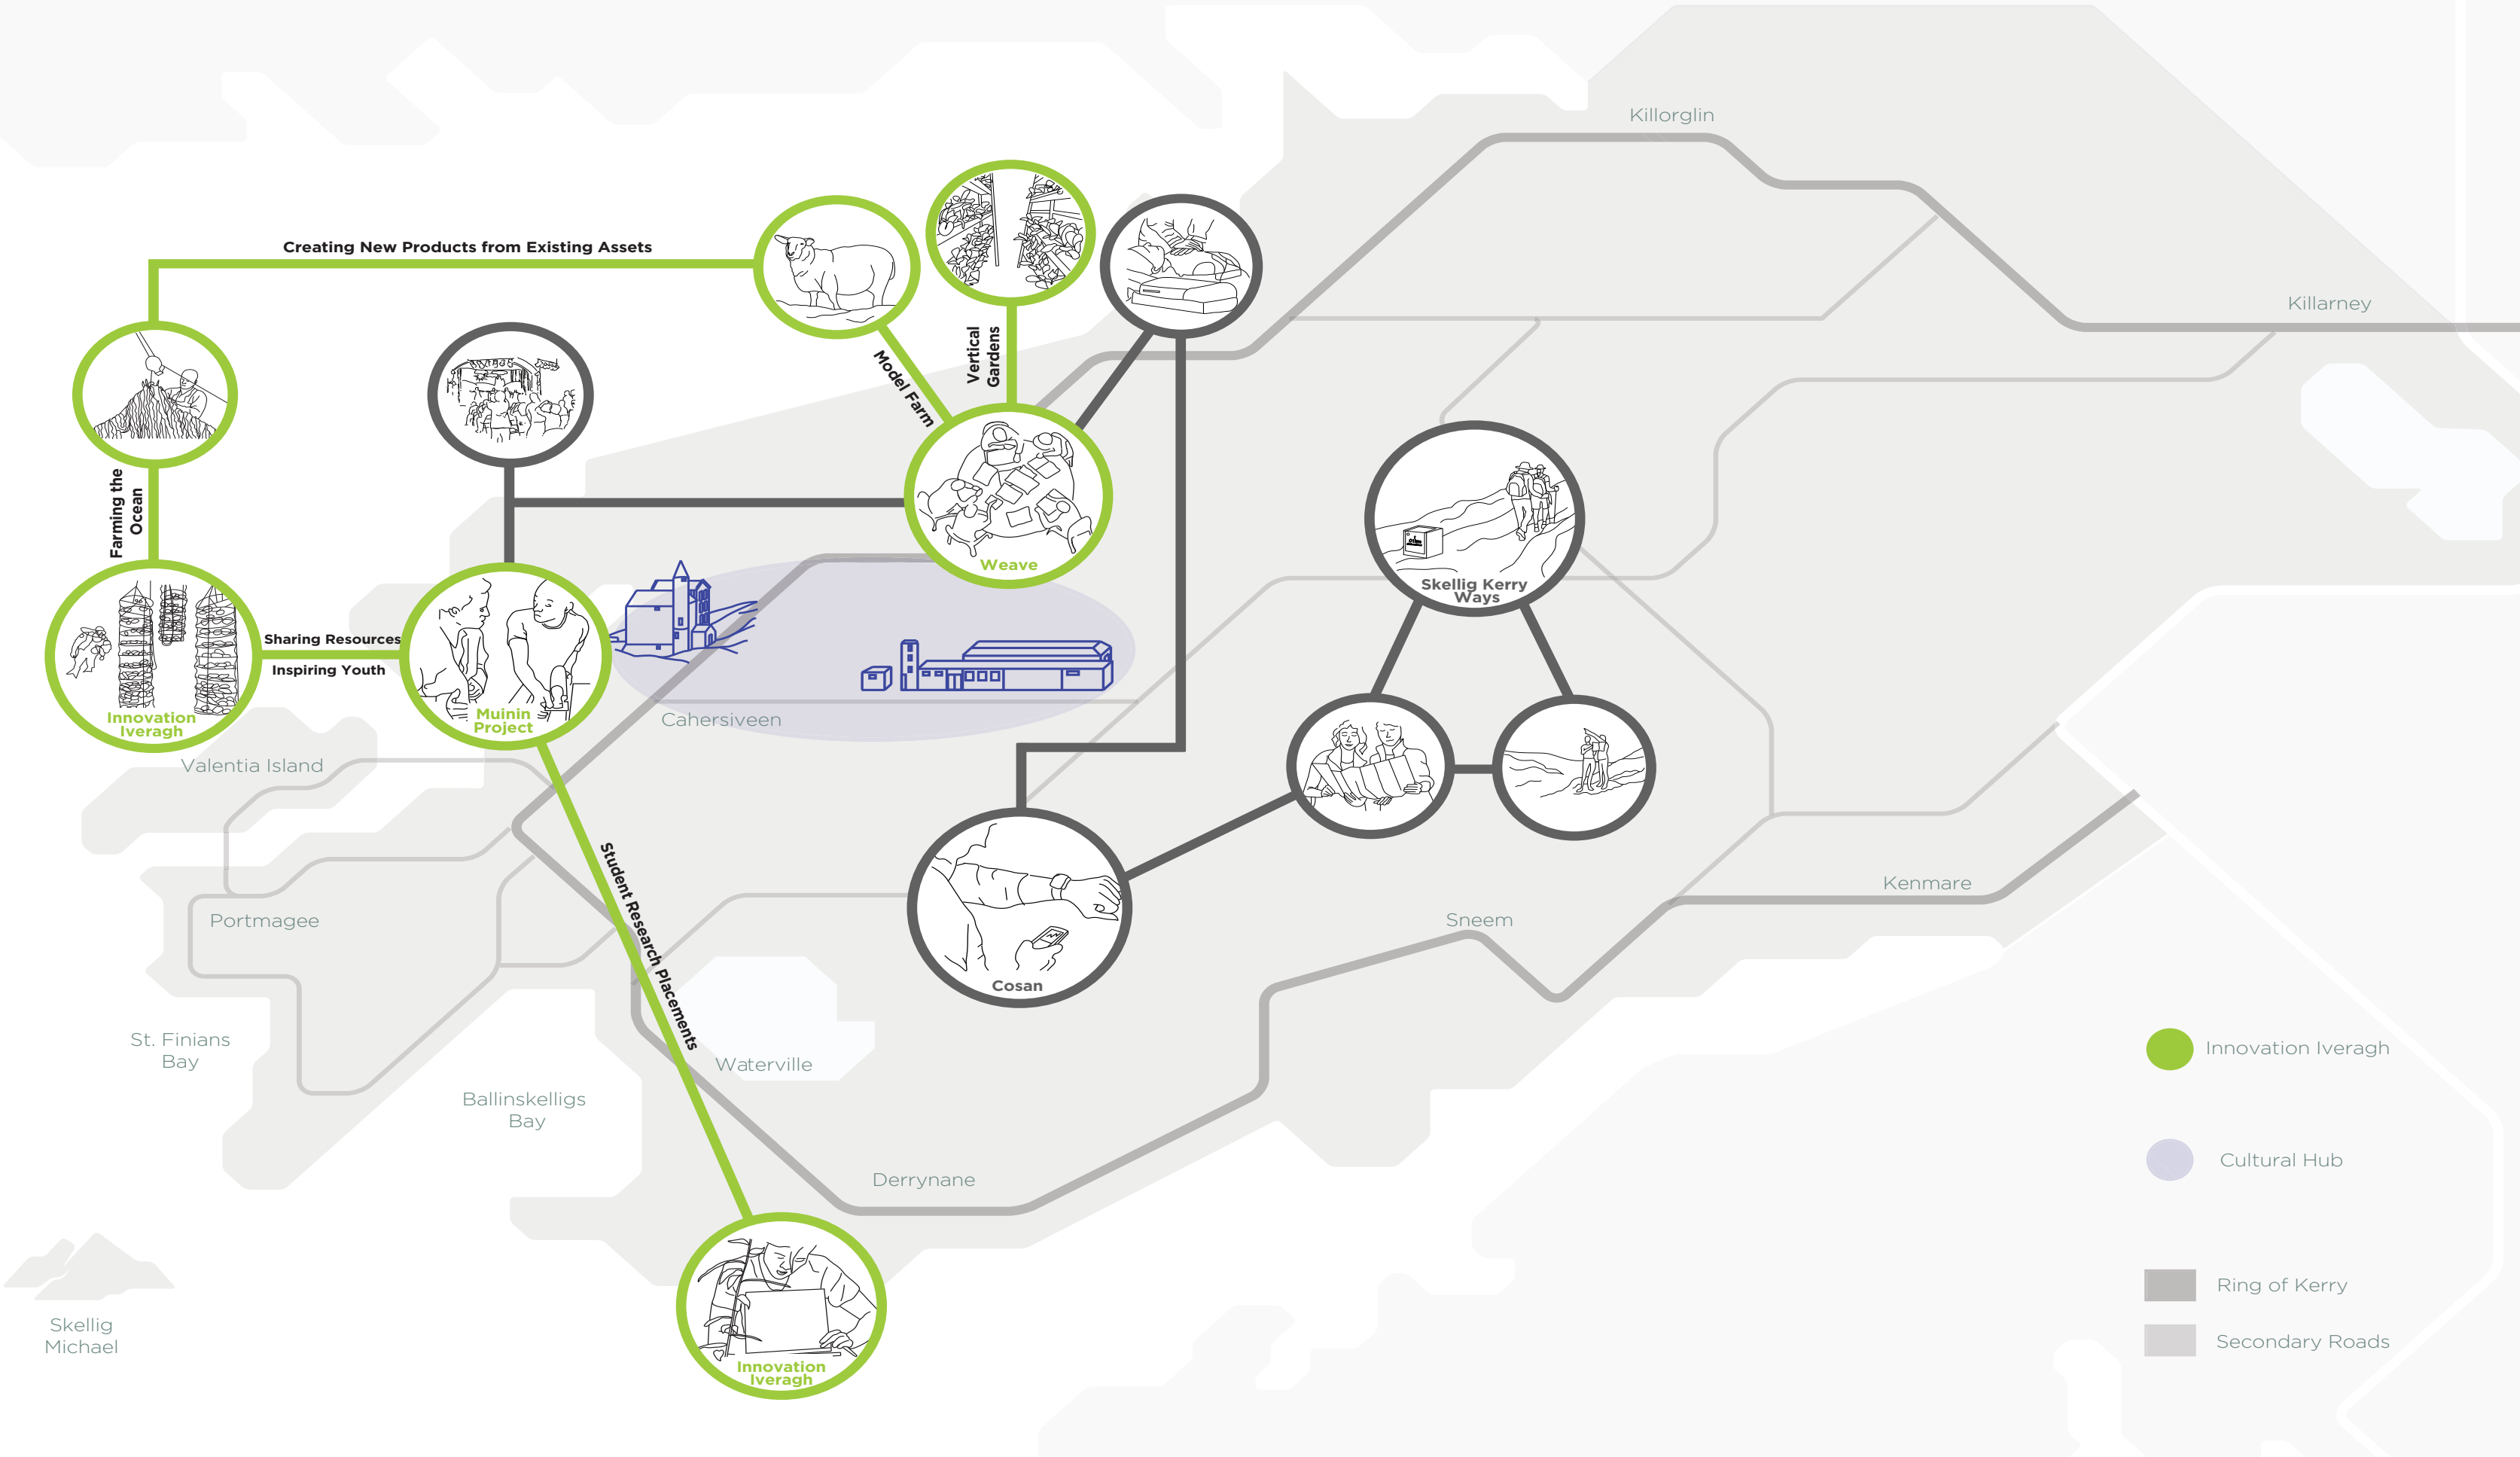 Killorglin
Creating New Products from Existing Assets
Killarney
Vertical
Gardens
Model Farm
Farming the
Ocean
Weave
Skellig Kerry
Ways
Sharing Resources
Inspiring Youth
Innovation
Iveragh
Muinin
Project
Cahersiveen
Valentia Island
Student Research Placements
Kenmare
Portmagee
Sneem
Cosan
St. Finians
Bay
Waterville
Ballinskelligs
Bay
Derrynane
Skellig
Michael
Innovation
Iveragh
Innovation Iveragh
Cultural Hub
Ring of Kerry
Secondary Roads